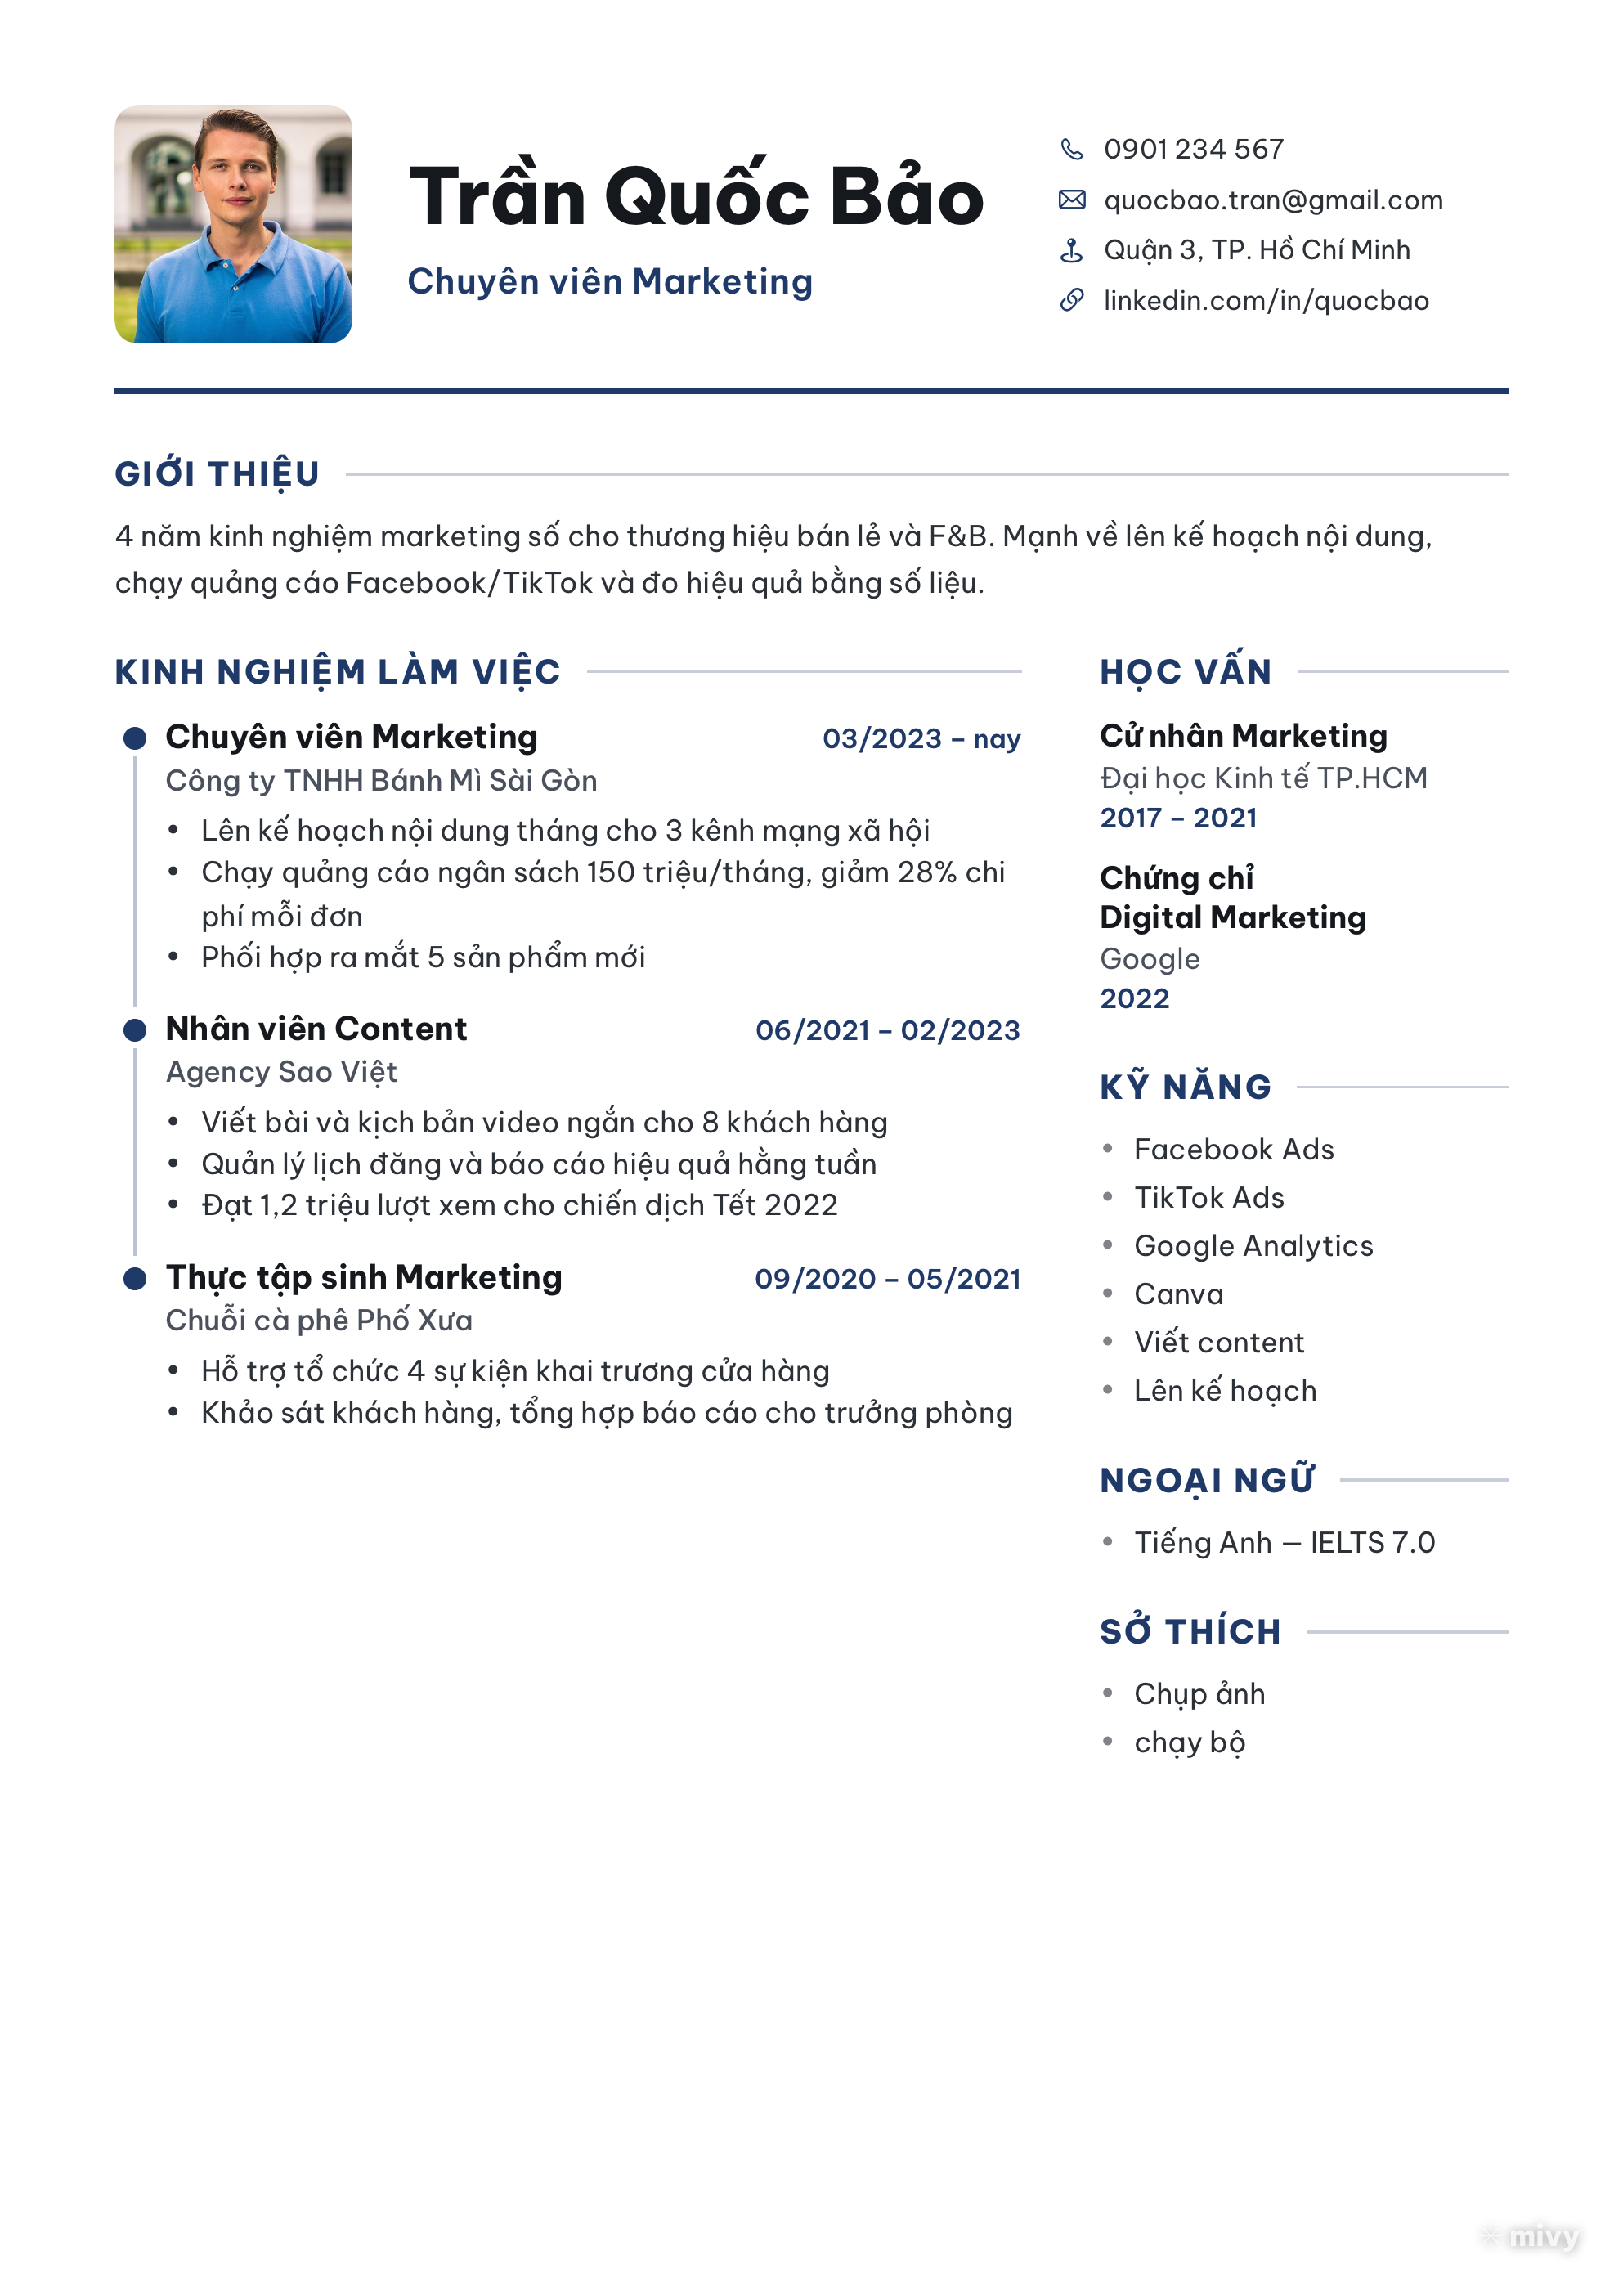 Trần Quốc Bảo
Chuyên viên Marketing
0901 234 567
quocbao.tran@gmail.com
Quận 3, TP. Hồ Chí Minh
linkedin.com/in/quocbao
GIỚI THIỆU
4 năm kinh nghiệm marketing số cho thương hiệu bán lẻ và F&B. Mạnh về lên kế hoạch nội dung,
chạy quảng cáo Facebook/TikTok và đo hiệu quả bằng số liệu.
KINH NGHIỆM LÀM VIỆC
Chuyên viên Marketing
03/2023 – nay
Công ty TNHH Bánh Mì Sài Gòn
• Lên kế hoạch nội dung tháng cho 3 kênh mạng xã hội
• Chạy quảng cáo ngân sách 150 triệu/tháng, giảm 28% chi
phí mỗi đơn
• Phối hợp ra mắt 5 sản phẩm mới
Nhân viên Content
06/2021 – 02/2023
Agency Sao Việt
• Viết bài và kịch bản video ngắn cho 8 khách hàng
• Quản lý lịch đăng và báo cáo hiệu quả hằng tuần
• Đạt 1,2 triệu lượt xem cho chiến dịch Tết 2022
Thực tập sinh Marketing
09/2020 – 05/2021
Chuỗi cà phê Phố Xưa
• Hỗ trợ tổ chức 4 sự kiện khai trương cửa hàng
• Khảo sát khách hàng, tổng hợp báo cáo cho trưởng phòng
HỌC VẤN
Cử nhân Marketing
Đại học Kinh tế TP.HCM
2017 – 2021
Chứng chỉ
Digital Marketing
Google
2022
KỸ NĂNG
• Facebook Ads
• TikTok Ads
• Google Analytics
• Canva
• Viết content
• Lên kế hoạch
NGOẠI NGỮ
• Tiếng Anh — IELTS 7.0
SỞ THÍCH
• Chụp ảnh
• chạy bộ
mivy